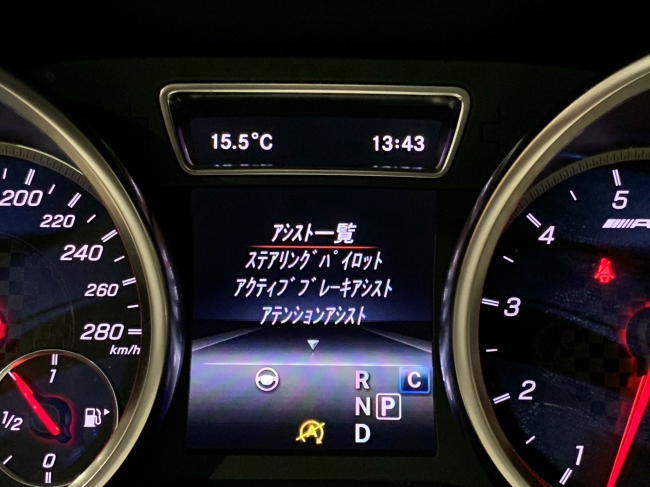 15.5°C 13:43
アシスト一覧
ステアリングパイロット
アクティブブレーキアシスト
アテンションアシスト
R C
N P
D
A
200
220
240
260
280
km/h
1
1/2
0
5
4
3
2
1